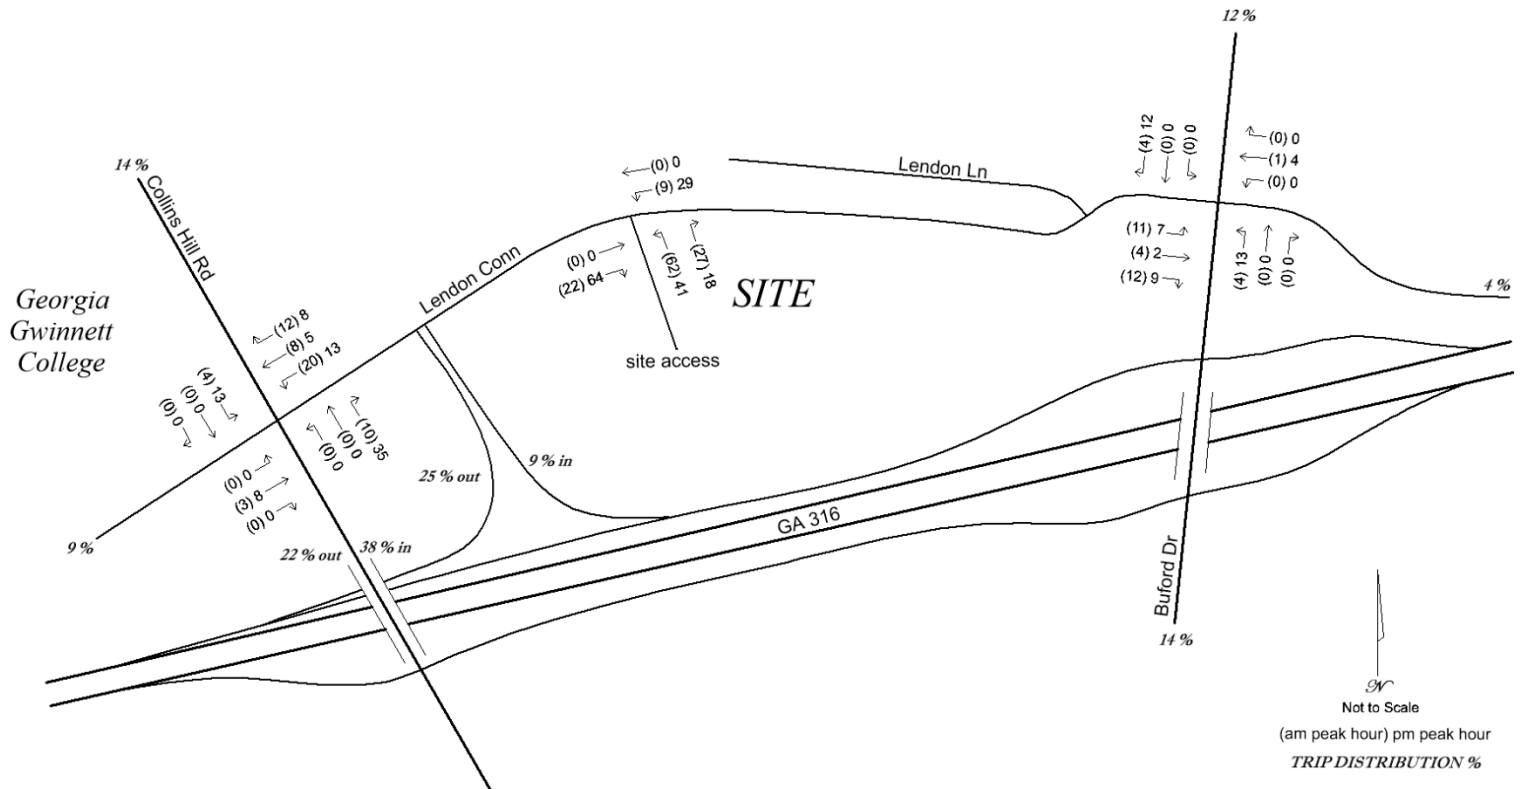 12 %
14 %
Collins Hill Rd
(0) 0
(9) 29
Lendon Ln
(4) 12
(0) 0
(0) 0
(0) 0
(1) 4
(0) 0
Georgia
Gwinnett
College
Lendon Conn
(0) 0
(22) 64
(62) 41
(27) 18
SITE
(11) 7
(4) 2
(12) 9
(4) 13
(0) 0
(0) 0
4 %
(12) 8
(8) 5
(20) 13
site access
(4) 13
(0) 0
(0) 0
(10) 35
(0) 0
(0) 0
(0) 0
(3) 8
(0) 0
25 % out
9 % in
GA 316
9 %
22 % out
38 % in
Buford Dr
14 %
N
Not to Scale
(am peak hour) pm peak hour
TRIP DISTRIBUTION %